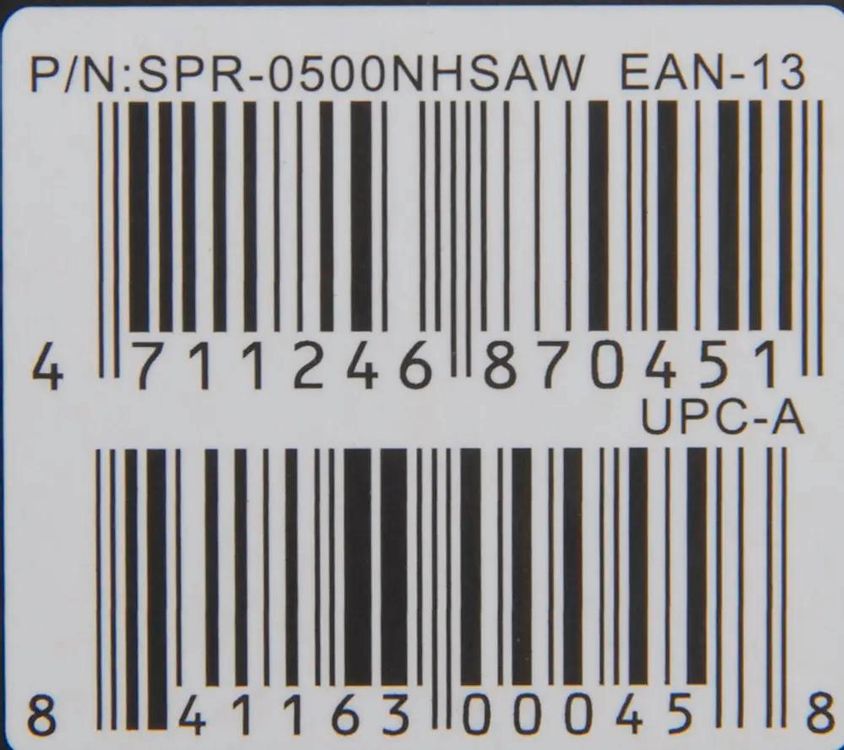 P/N:SPR-0500NHSAW EAN-13
4 711246 870451
UPC-A
8 41163 00045 8